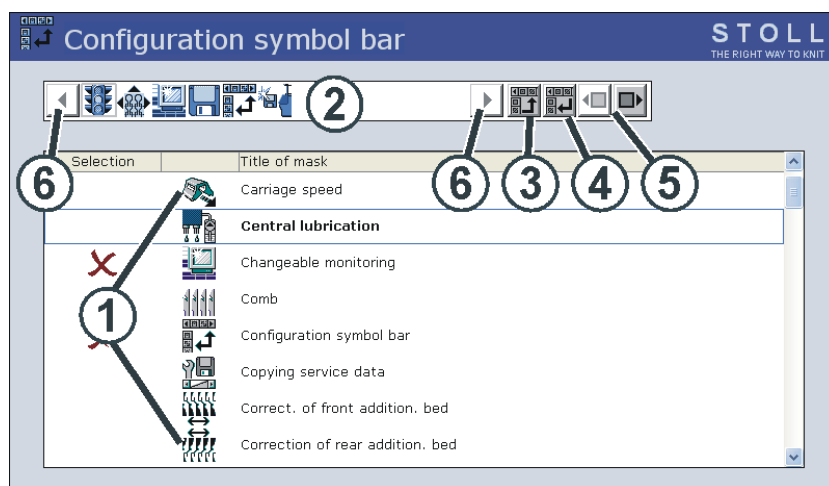 Configuration symbol bar
STOLL
THE RIGHT WAY TO KNIT
2
6
6
3
4
5
Selection
Title of mask
Carriage speed
Central lubrication
Changeable monitoring
1
Comb
Configuration symbol bar
Copying service data
Correct. of front addition. bed
Correction of rear addition. bed